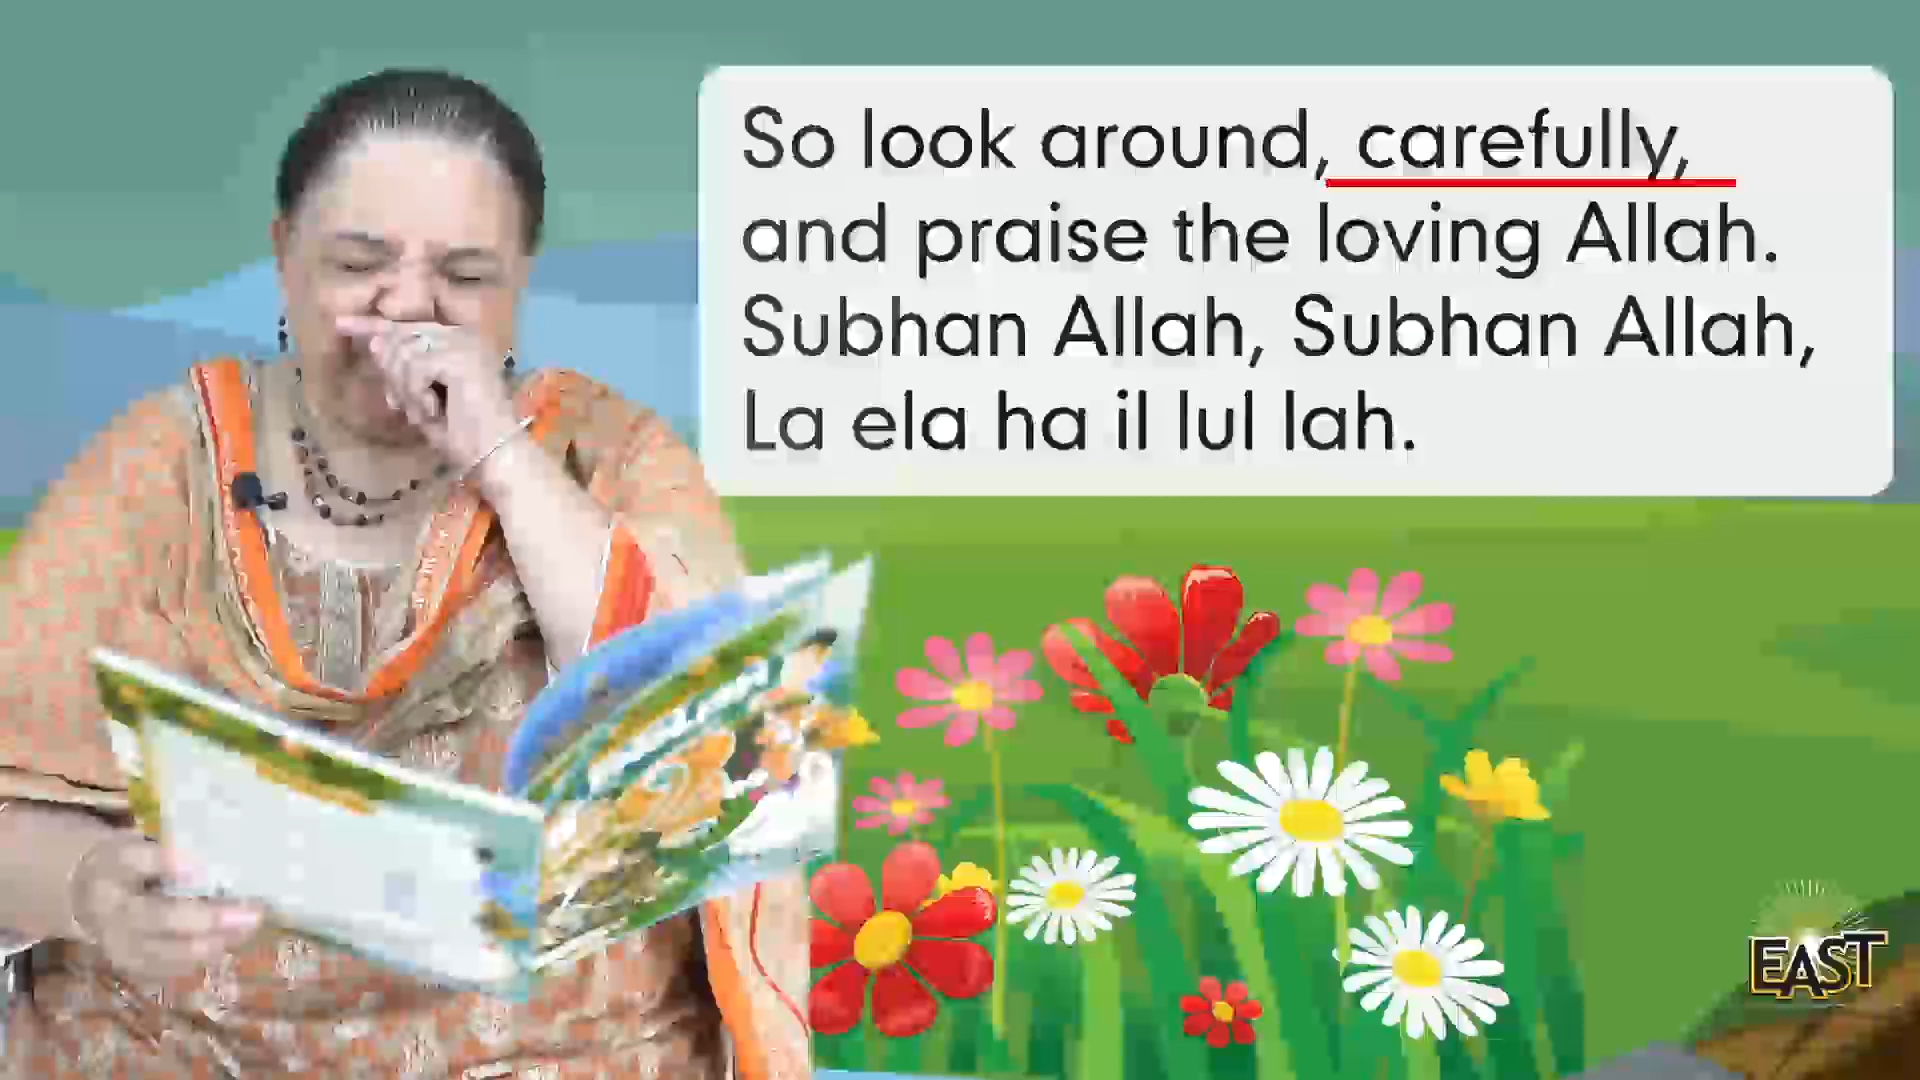 So look around, carefully,
and praise the loving Allah.
Subhan Allah, Subhan Allah,
La ela ha il lul lah.
EAST